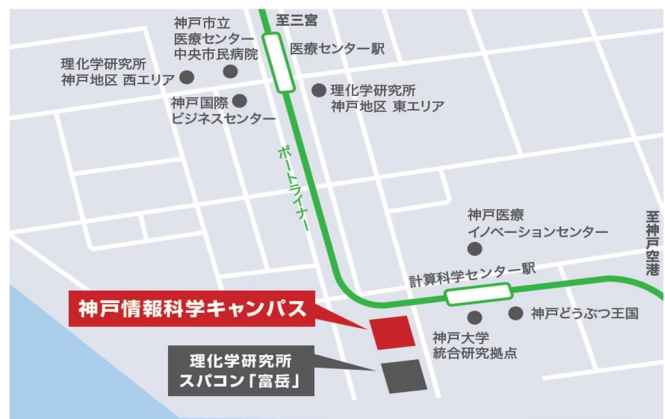 至三宮
神戸市立
医療センター
中央市民病院
医療センター駅
理化学研究所
神戸地区 西エリア
神戸国際
ビジネスセンター
理化学研究所
神戸地区 東エリア
ポートライナー
神戸医療
イノベーションセンター
至神戸空港
計算科学センター駅
神戸情報科学キャンパス
神戸どうぶつ王国
神戸大学
統合研究拠点
理化学研究所
スパコン「富岳」